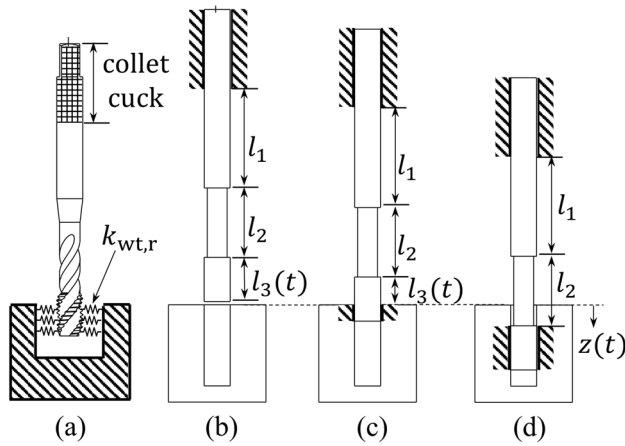 collet
cuck
k_wt,r
(a)
l_1
l_2
l_3(t)
(b)
l_1
l_2
l_3(t)
(c)
l_1
l_2
z(t)
(d)